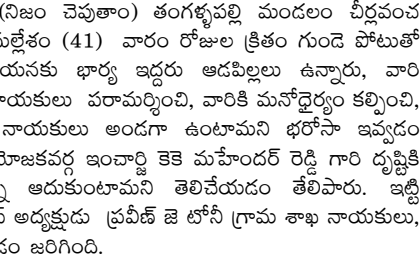 (నిజం చెపుతాం) తంగళ్ళపల్లి మండలం చీర్లవంచ
మల్లేశం (41) వారం రోజుల క్రితం గుండె పోటుతో
యనకు భార్య ఇద్దరు ఆడపిల్లలు ఉన్నారు, వారి
యకులు పరామర్శించి, వారికి మనోధైర్యం కల్పించి,
నాయకులు అండగా ఉంటామని భరోసా ఇవ్వడం
యోజకవర్గ ఇంచార్జి కెకె మహేందర్ రెడ్డి గారి దృష్టికి
ఆదుకుంటామని తెలిచేయడం తేలిపారు. ఇట్టి
అధ్యక్షుడు ప్రవీణ్ జె టోనీ గ్రామ శాఖ నాయకులు,
డం జరిగింది.